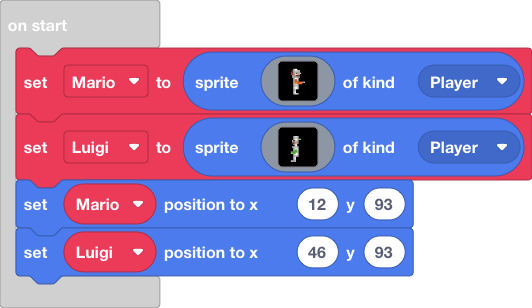 on start
set Mario to sprite of kind Player
set Luigi to sprite of kind Player
set Mario position to x 12 y 93
set Luigi position to x 46 y 93